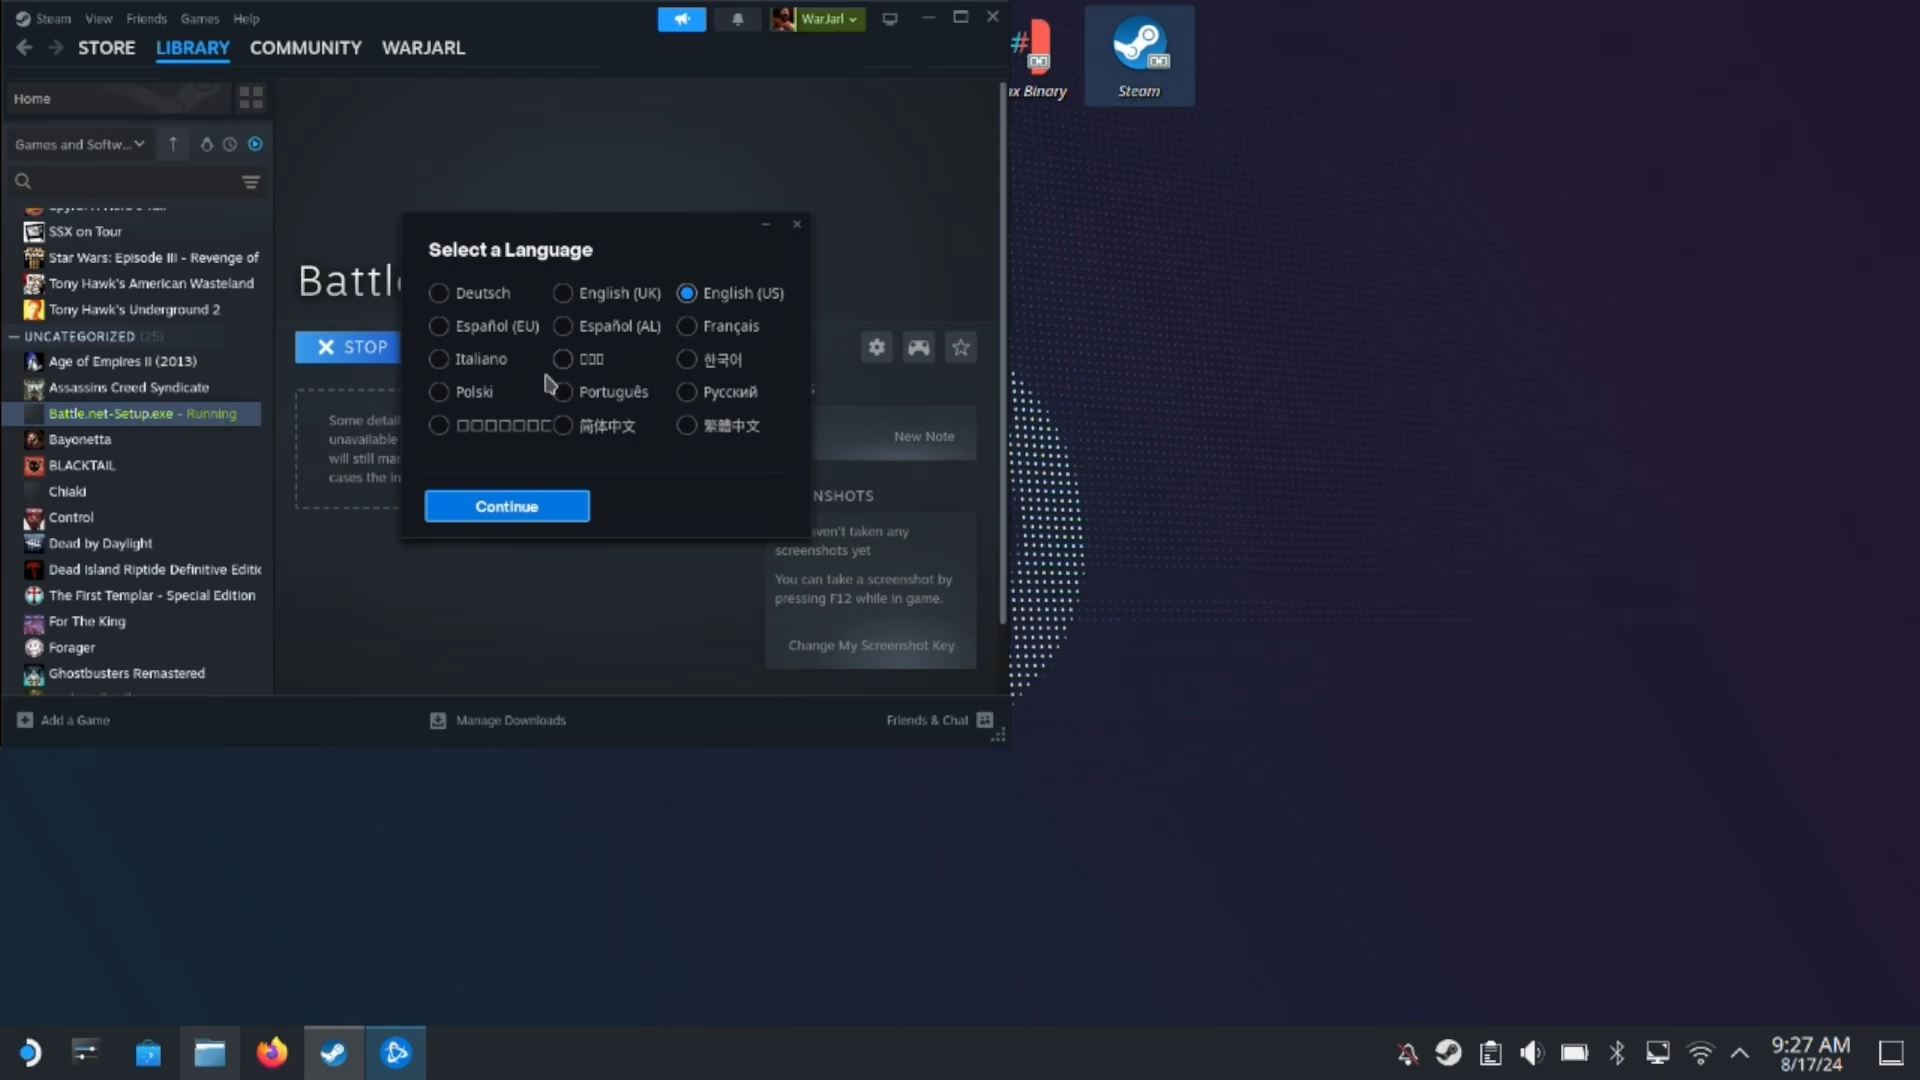 Steam View Friends Games Help
WarJarl
STORE LIBRARY COMMUNITY WARJARL
Home
Games and Softw...
SSX on Tour
Star Wars: Episode III - Revenge of
Tony Hawk's American Wasteland
Tony Hawk's Underground 2
UNCATEGORIZED (25)
Age of Empires II (2013)
Assassins Creed Syndicate
Battle.net-Setup.exe - Running
Bayonetta
BLACKTAIL
Chiaki
Control
Dead by Daylight
Dead Island Riptide Definitive Editi
The First Templar - Special Edition
For The King
Forager
Ghostbusters Remastered
Add a Game
Battl
STOP
Some detail
unavailable
will still ma
cases the in
Select a Language
Deutsch English (UK) English (US)
Español (EU) Español (AL) Français
Italiano 한국어
Polski Português Русский
简体中文 繁體中文
Continue
New Note
NSHOTS
aven't taken any
screenshots yet
You can take a screenshot by
pressing F12 while in game.
Change My Screenshot Key
Manage Downloads
Friends & Chat
x Binary
Steam
9:27 AM
8/17/24